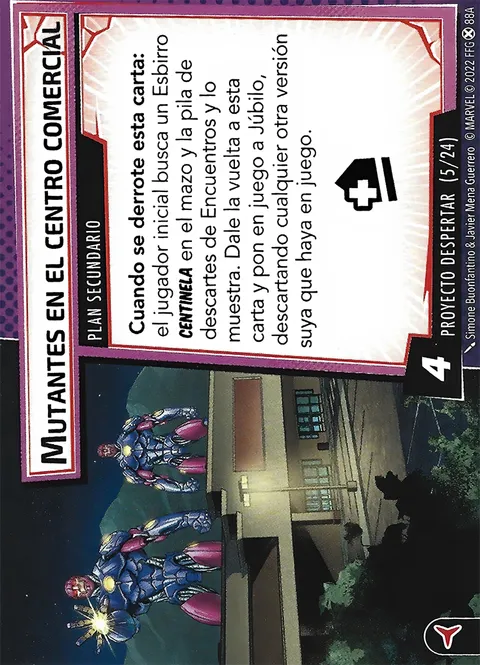 MUTANTES EN EL CENTRO COMERCIAL
PLAN SECUNDARIO
Cuando se derrote esta carta:
el jugador inicial busca un Esbirro
CENTINELA en el mazo y la pila de
descartes de Encuentros y lo
muestra. Dale la vuelta a esta
carta y pon en juego a Júbilo,
descartando cualquier otra versión
suya que haya en juego.
4
PROYECTO DESPERTAR (5/24)
Simone Buonfantino & Javier Mena Guerrero © MARVEL © 2022 FFG 88A